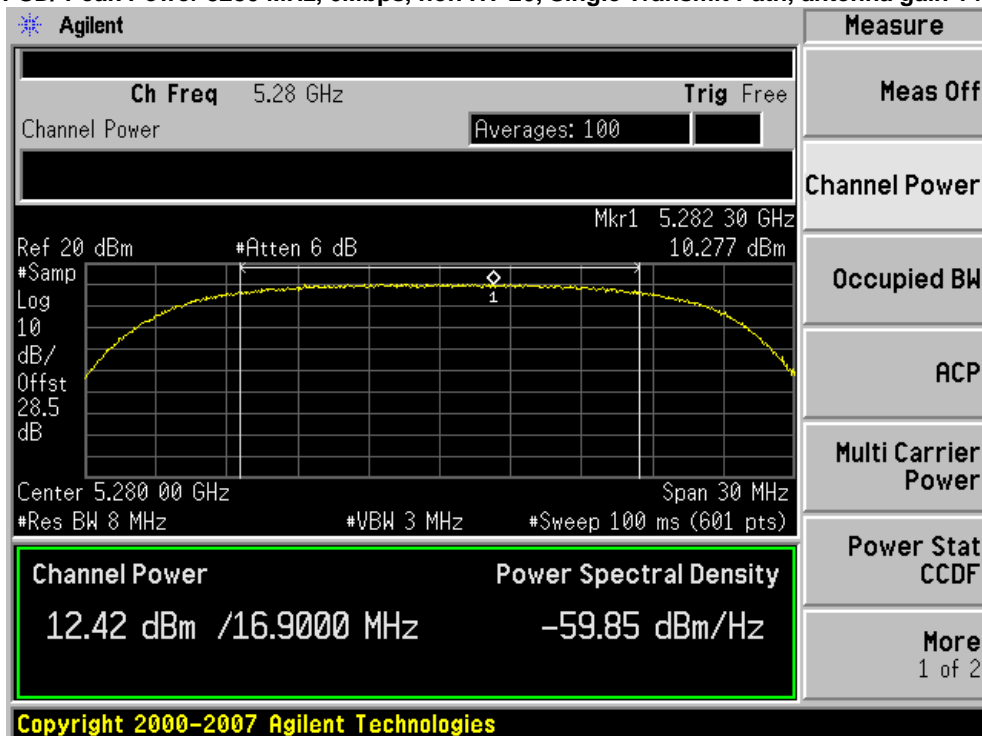 Agilent
Measure
Ch Freq 5.28 GHz Trig Free
Channel Power Averages: 100
Mkr1 5.282 30 GHz
Ref 20 dBm #Atten 6 dB 10.277 dBm
#Samp
Log
10
dB/
Offst
28.5
dB
1
Center 5.280 00 GHz Span 30 MHz
#Res BW 8 MHz #VBW 3 MHz #Sweep 100 ms (601 pts)
Channel Power Power Spectral Density
12.42 dBm /16.9000 MHz -59.85 dBm/Hz
Meas Off
Channel Power
Occupied BW
ACP
Multi Carrier
Power
Power Stat
CCDF
More
1 of 2
Copyright 2000-2007 Agilent Technologies